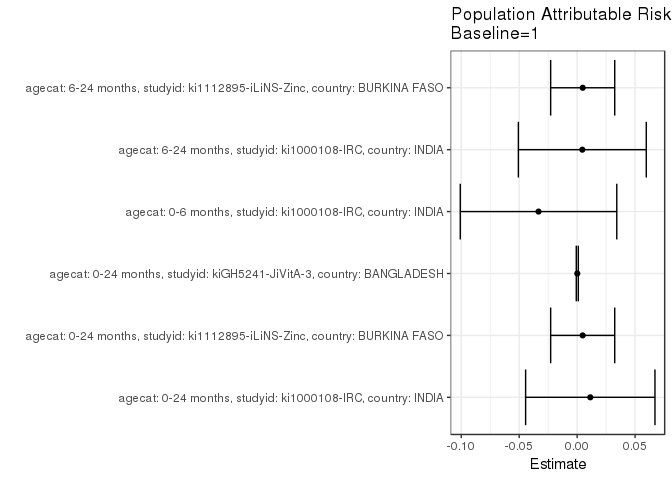 Population Attributable Risk
Baseline=1
agecat: 6-24 months, studyid: ki1112895-iLiNS-Zinc, country: BURKINA FASO
agecat: 6-24 months, studyid: ki1000108-IRC, country: INDIA
agecat: 0-6 months, studyid: ki1000108-IRC, country: INDIA
agecat: 0-24 months, studyid: kiGH5241-JiVitA-3, country: BANGLADESH
agecat: 0-24 months, studyid: ki1112895-iLiNS-Zinc, country: BURKINA FASO
agecat: 0-24 months, studyid: ki1000108-IRC, country: INDIA
-0.10 -0.05 0.00 0.05
Estimate